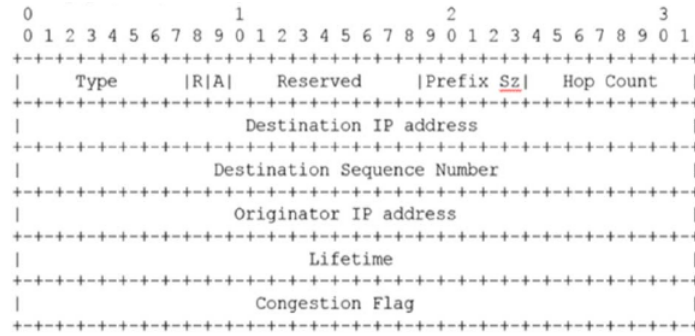 0                   1                   2                   3
0 1 2 3 4 5 6 7 8 9 0 1 2 3 4 5 6 7 8 9 0 1 2 3 4 5 6 7 8 9 0 1
+-+-+-+-+-+-+-+-+-+-+-+-+-+-+-+-+-+-+-+-+-+-+-+-+-+-+-+-+-+-+-+-
| Type |R|A| Reserved |Prefix Sz| Hop Count
+-+-+-+-+-+-+-+-+-+-+-+-+-+-+-+-+-+-+-+-+-+-+-+-+-+-+-+-+-+-+-+-
| Destination IP address
+-+-+-+-+-+-+-+-+-+-+-+-+-+-+-+-+-+-+-+-+-+-+-+-+-+-+-+-+-+-+-+-
| Destination Sequence Number
+-+-+-+-+-+-+-+-+-+-+-+-+-+-+-+-+-+-+-+-+-+-+-+-+-+-+-+-+-+-+-+-
| Originator IP address
+-+-+-+-+-+-+-+-+-+-+-+-+-+-+-+-+-+-+-+-+-+-+-+-+-+-+-+-+-+-+-+-
| Lifetime
+-+-+-+-+-+-+-+-+-+-+-+-+-+-+-+-+-+-+-+-+-+-+-+-+-+-+-+-+-+-+-+-
| Congestion Flag
+-+-+-+-+-+-+-+-+-+-+-+-+-+-+-+-+-+-+-+-+-+-+-+-+-+-+-+-+-+-+-+-